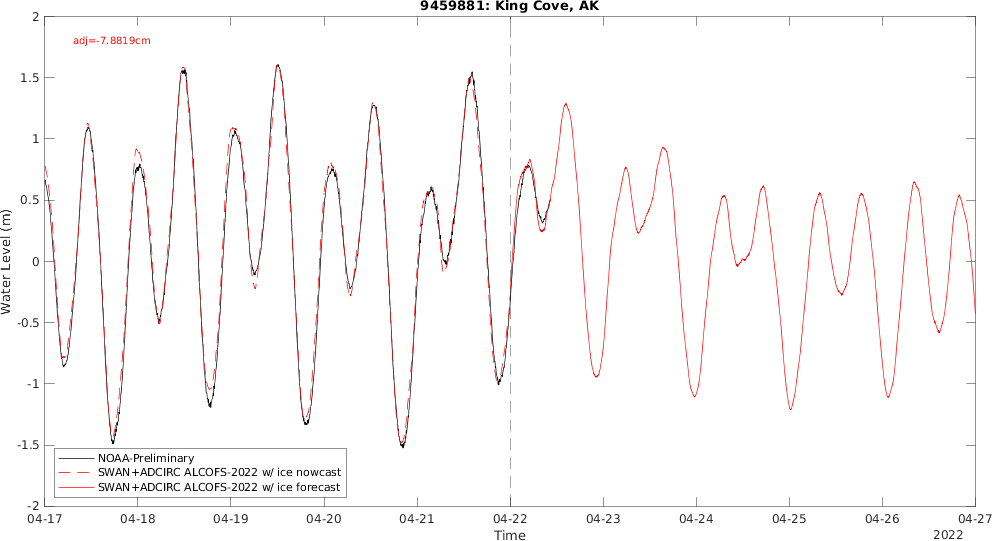 9459881: King Cove, AK
adj=-7.8819cm
Water Level (m)
2
1.5
1
0.5
0
-0.5
-1
-1.5
-2
NOAA-Preliminary
SWAN+ADCIRC ALCOFS-2022 w/ ice nowcast
SWAN+ADCIRC ALCOFS-2022 w/ ice forecast
04-17 04-18 04-19 04-20 04-21 04-22 04-23 04-24 04-25 04-26 04-27
Time
2022